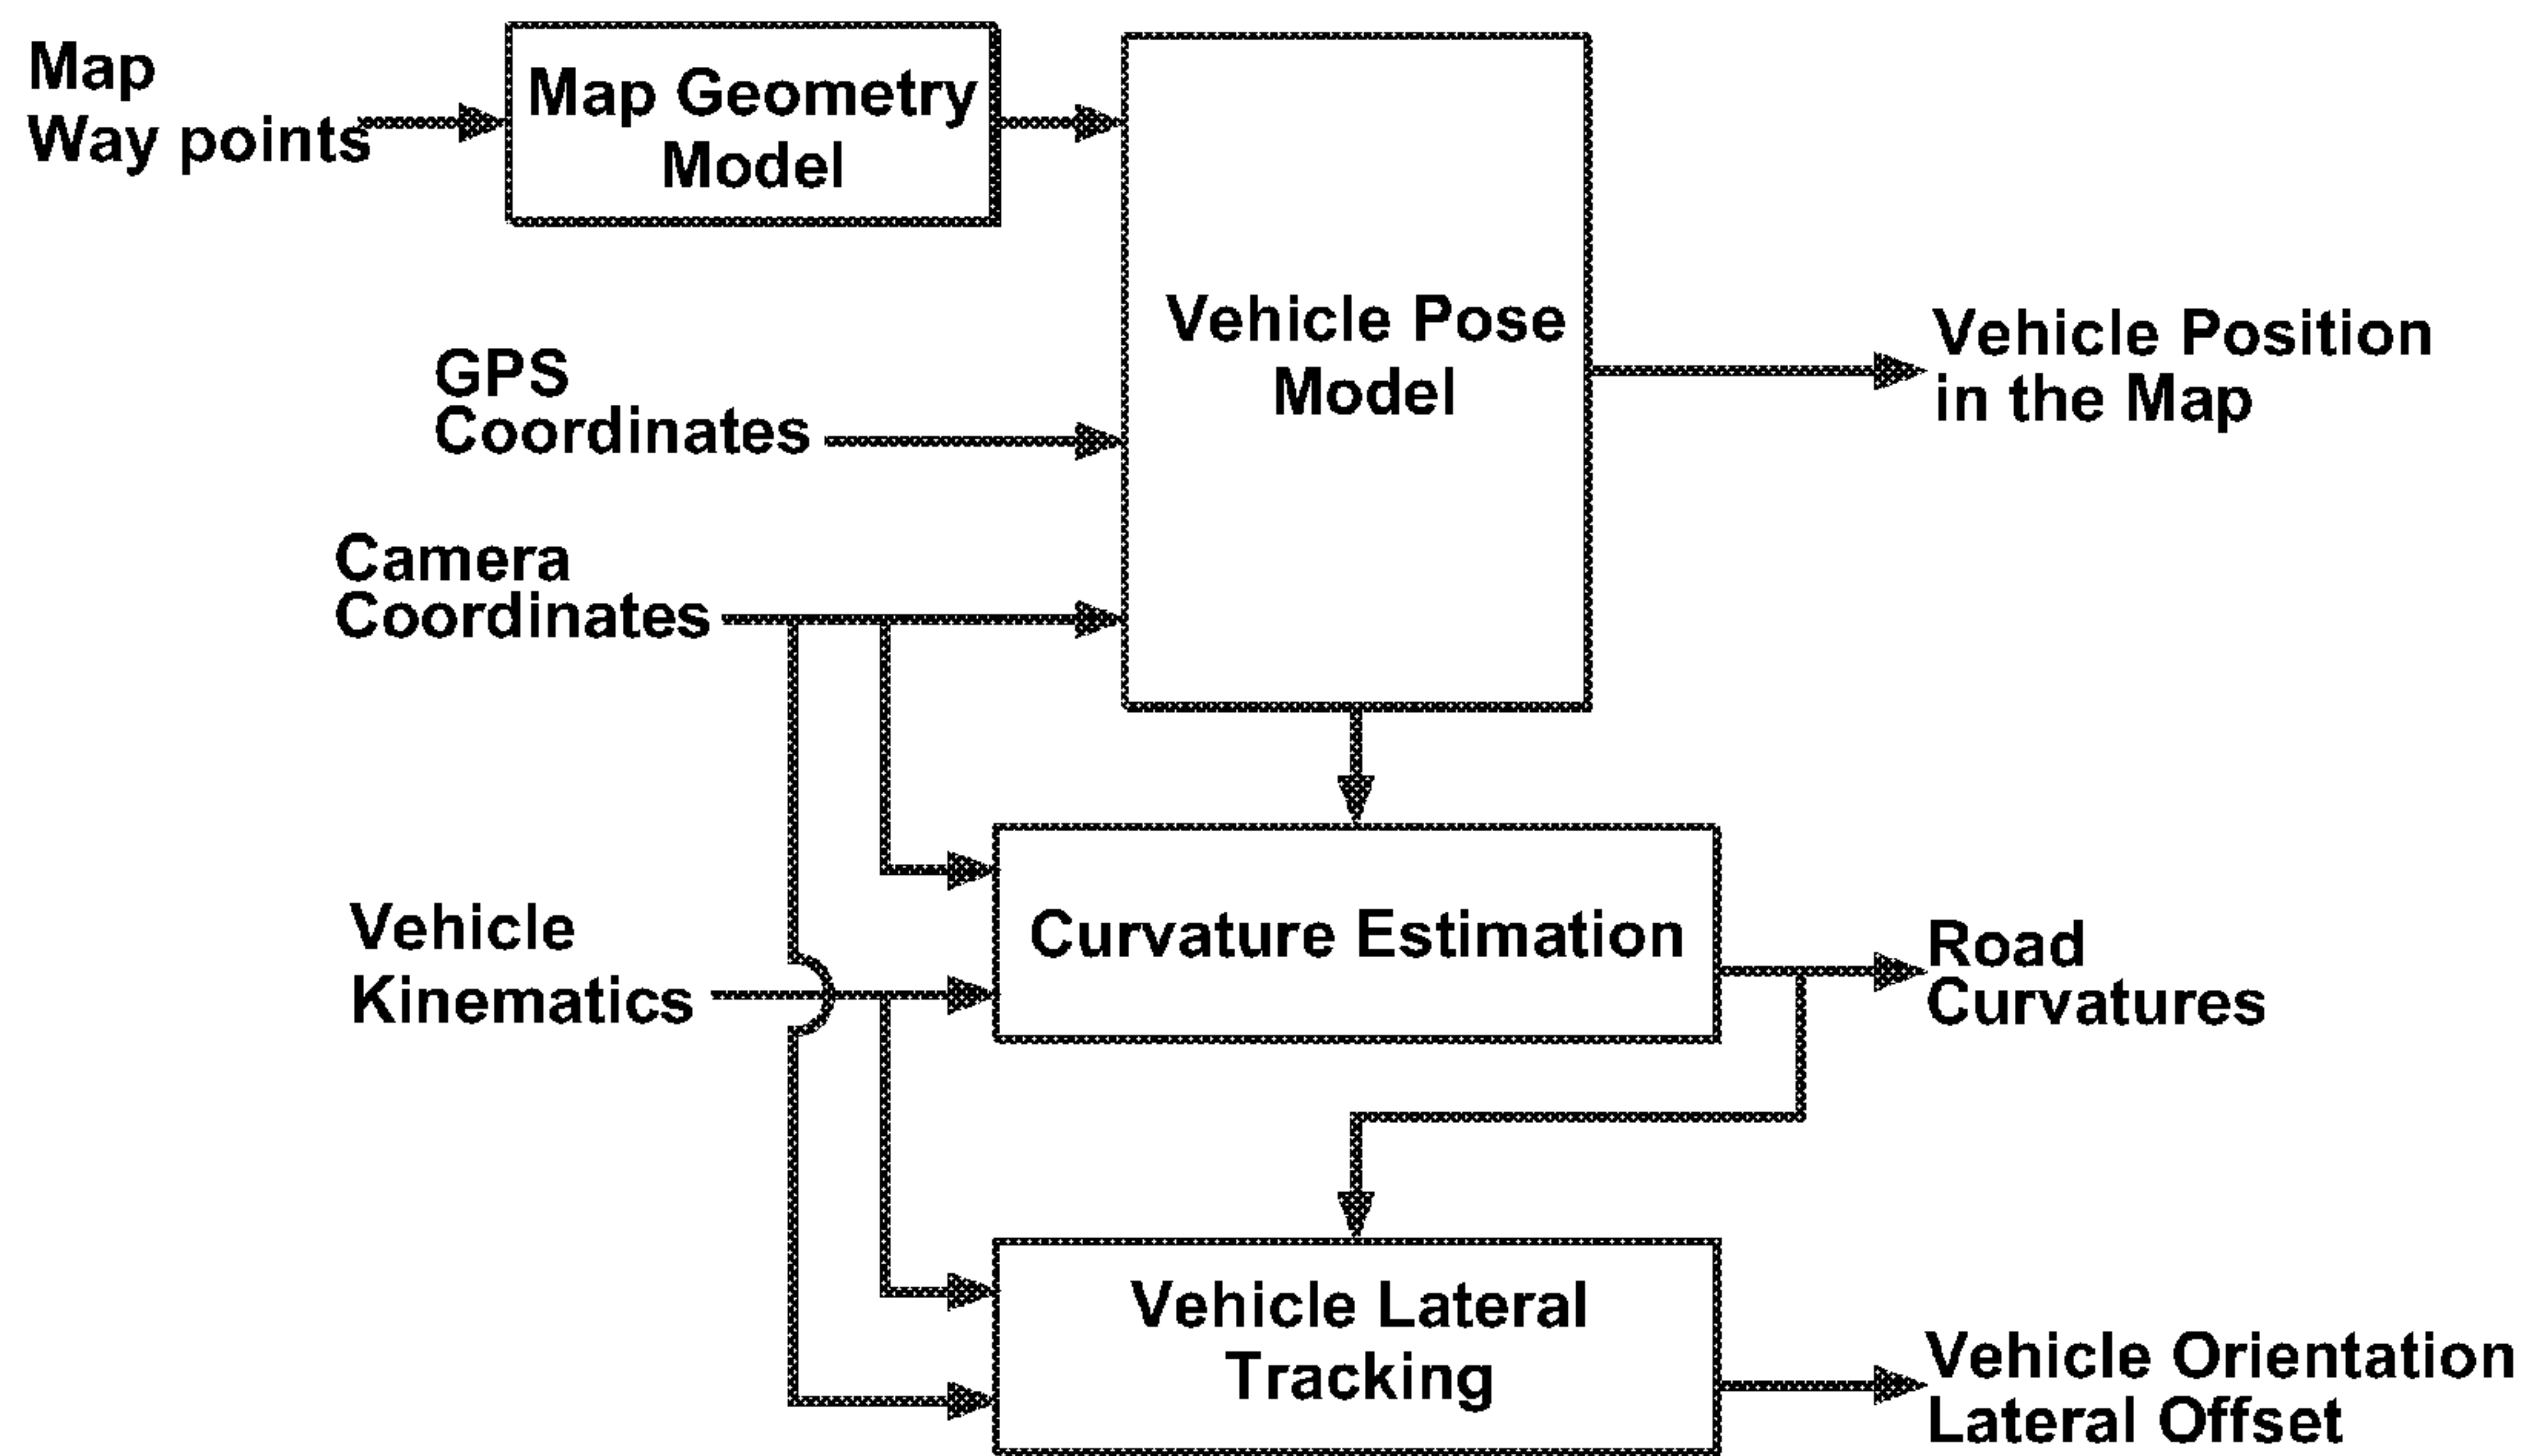 Map
Way points
Map Geometry
Model
Vehicle Pose
Model
GPS
Coordinates
Vehicle Position
in the Map
Camera
Coordinates
Vehicle
Kinematics
Curvature Estimation
Road
Curvatures
Vehicle Lateral
Tracking
Vehicle Orientation
Lateral Offset